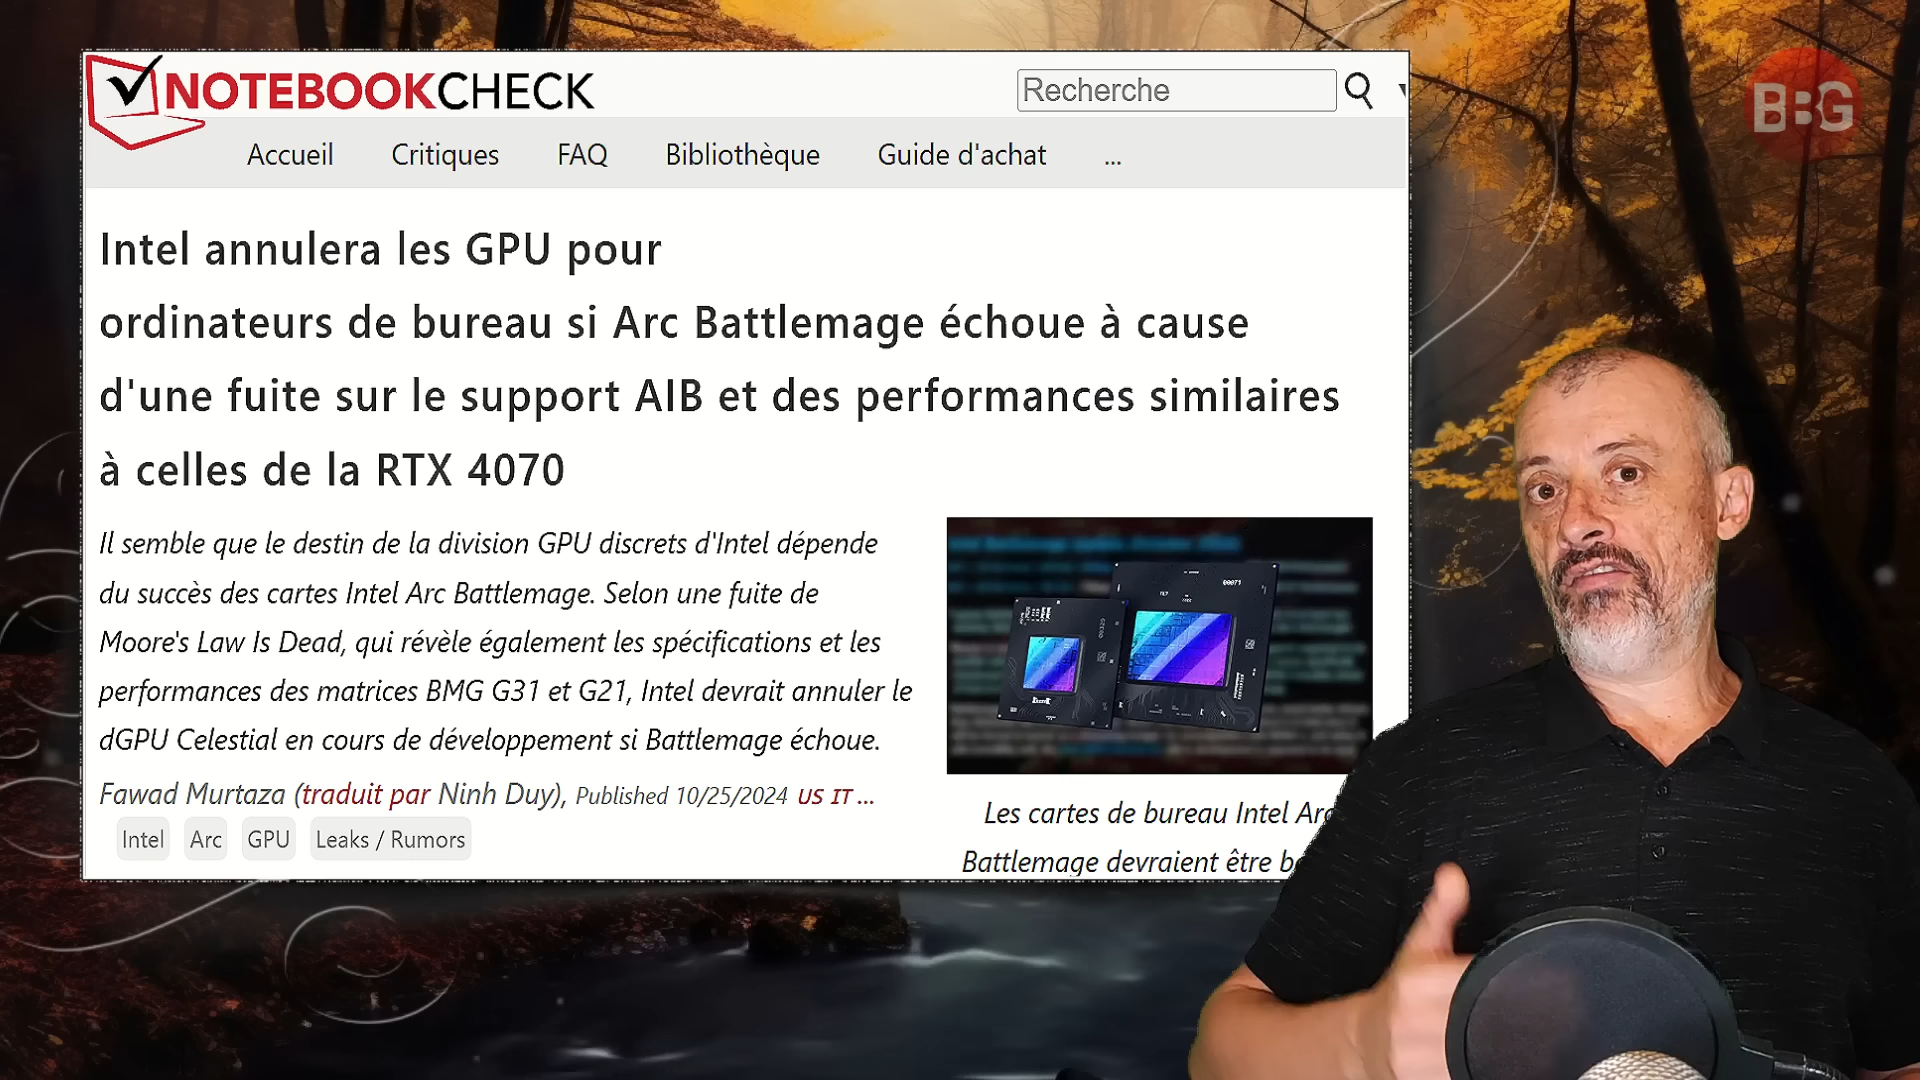 NOTEBOOKCHECK
Recherche
BBG
Accueil Critiques FAQ Bibliothèque Guide d'achat ...
Intel annulera les GPU pour
ordinateurs de bureau si Arc Battlemage échoue à cause
d'une fuite sur le support AIB et des performances similaires
à celles de la RTX 4070
Il semble que le destin de la division GPU discrets d'Intel dépende
du succès des cartes Intel Arc Battlemage. Selon une fuite de
Moore's Law Is Dead, qui révèle également les spécifications et les
performances des matrices BMG G31 et G21, Intel devrait annuler le
dGPU Celestial en cours de développement si Battlemage échoue.
Fawad Murtaza (traduit par Ninh Duy), Published 10/25/2024 US IT ...
Intel Arc GPU Leaks / Rumors
Les cartes de bureau Intel Arc
Battlemage devraient être